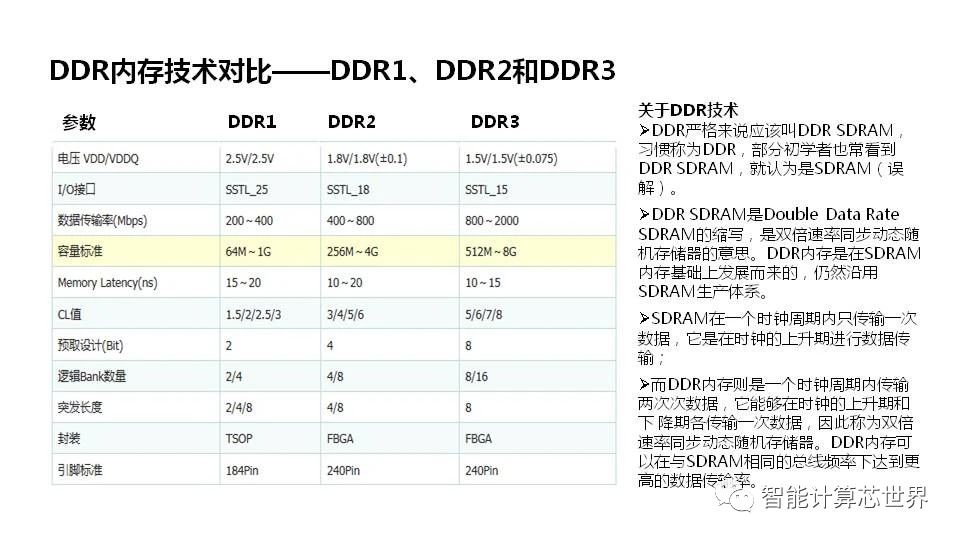 DDR内存技术对比——DDR1、DDR2和DDR3
参数 DDR1 DDR2 DDR3
电压 VDD/VDDQ 2.5V/2.5V 1.8V/1.8V(±0.1) 1.5V/1.5V(±0.075)
I/O接口 SSTL_25 SSTL_18 SSTL_15
数据传输率(Mbps) 200～400 400～800 800～2000
容量标准 64M～1G 256M～4G 512M～8G
Memory Latency(ns) 15～20 10～20 10～15
CL值 1.5/2/2.5/3 3/4/5/6 5/6/7/8
预取设计(Bit) 2 4 8
逻辑Bank数量 2/4 4/8 8/16
突发长度 2/4/8 4/8 8
封装 TSOP FBGA FBGA
引脚标准 184Pin 240Pin 240Pin
关于DDR技术
➢DDR严格来说应该叫DDR SDRAM，
习惯称为DDR，部分初学者也常看到
DDR SDRAM，就认为是SDRAM（误
解）。
➢DDR SDRAM是Double Data Rate
SDRAM的缩写，是双倍速率同步动态随
机存储器的意思。DDR内存是在SDRAM
内存基础上发展而来的，仍然沿用
SDRAM生产体系。
➢SDRAM在一个时钟周期内只传输一次
数据，它是在时钟的上升期进行数据传
输；
➢而DDR内存则是一个时钟周期内传输
两次次数据，它能够在时钟的上升期和
下 降期各传输一次数据，因此称为双倍
速率同步动态随机存储器。DDR内存可
以在与SDRAM相同的总线频率下达到更
高的数据传输率。
智能计算芯世界